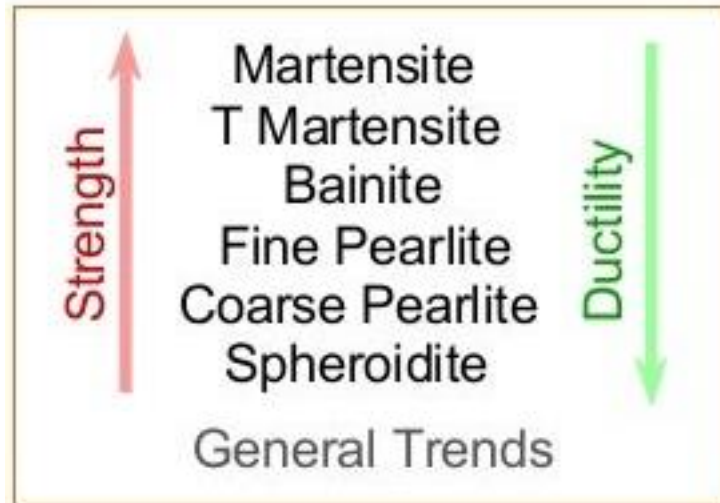 Strength
Martensite
T Martensite
Bainite
Fine Pearlite
Coarse Pearlite
Spheroidite
Ductility
General Trends